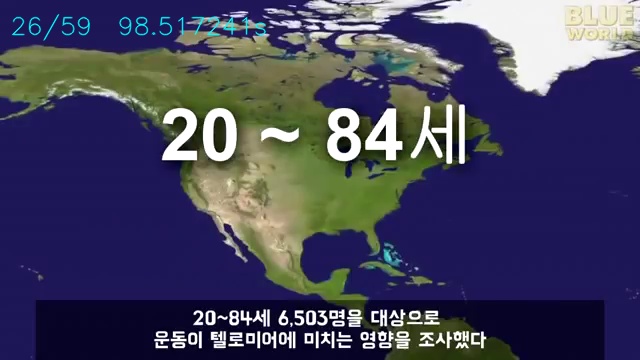 26/59 98.517241s
BLUE
WORLD
20 ~ 84세
20~84세 6,503명을 대상으로
운동이 텔로미어에 미치는 영향을 조사했다